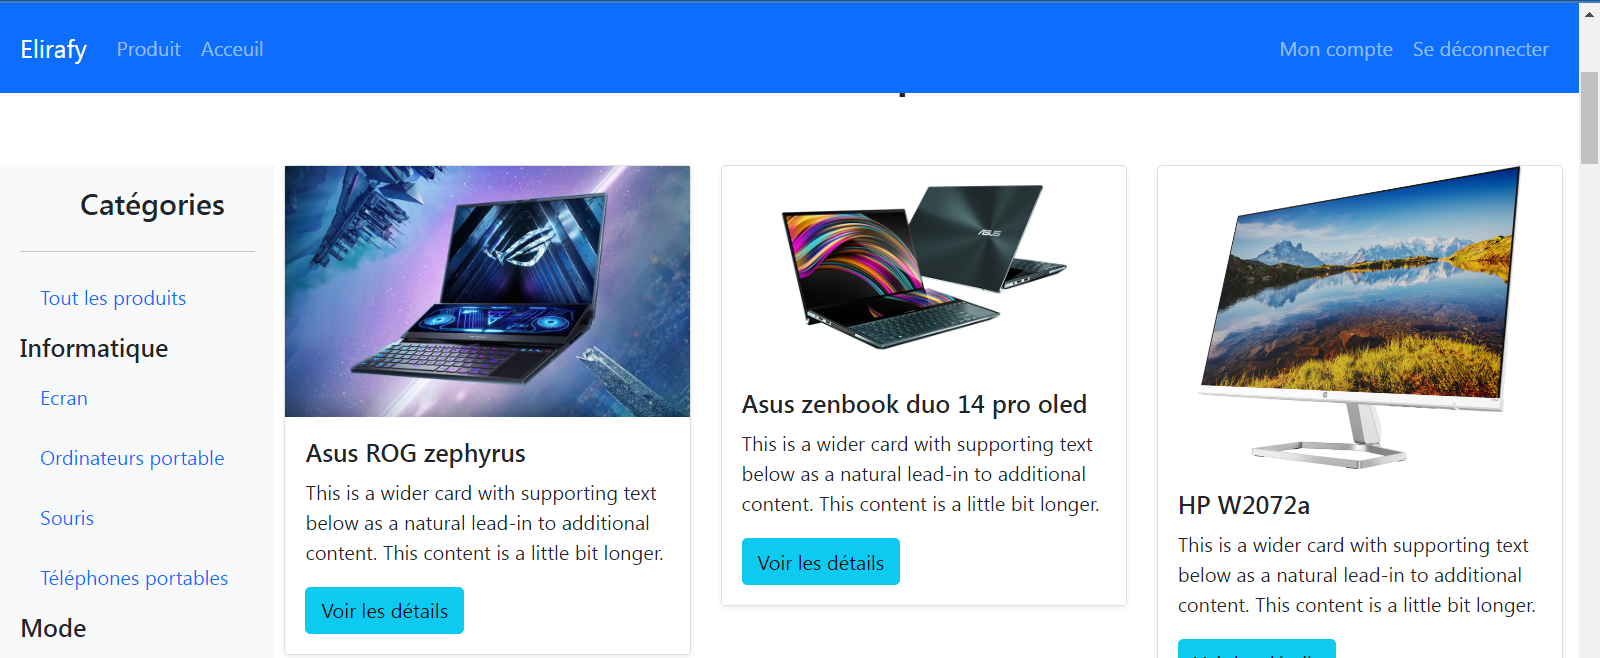 Elirafy
Produit
Acceuil
Mon compte
Se déconnecter
Catégories
Tout les produits
Informatique
Ecran
Ordinateurs portable
Souris
Téléphones portables
Mode
Asus ROG zephyrus
This is a wider card with supporting text
below as a natural lead-in to additional
content. This content is a little bit longer.
Voir les détails
ASUS
Asus zenbook duo 14 pro oled
This is a wider card with supporting text
below as a natural lead-in to additional
content. This content is a little bit longer.
Voir les détails
HP W2072a
This is a wider card with supporting text
below as a natural lead-in to additional
content. This content is a little bit longer.